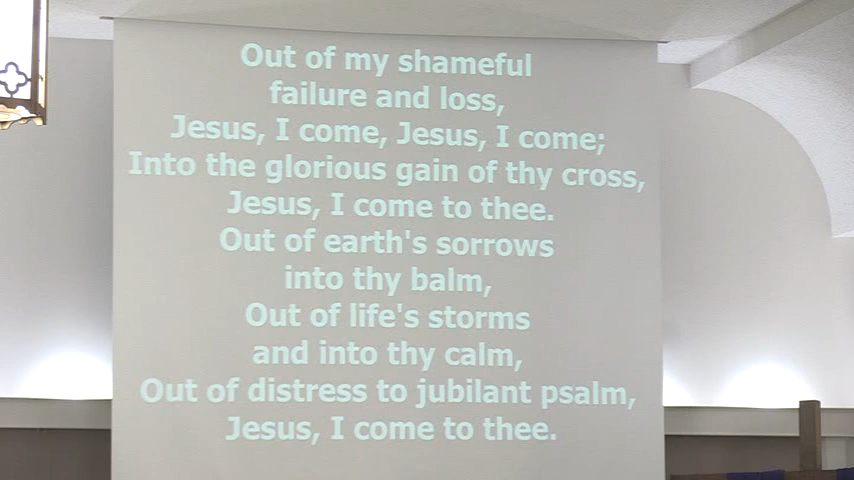 Out of my shameful
failure and loss,
Jesus, I come, Jesus, I come;
Into the glorious gain of thy cross,
Jesus, I come to thee.
Out of earth's sorrows
into thy balm,
Out of life's storms
and into thy calm,
Out of distress to jubilant psalm,
Jesus, I come to thee.